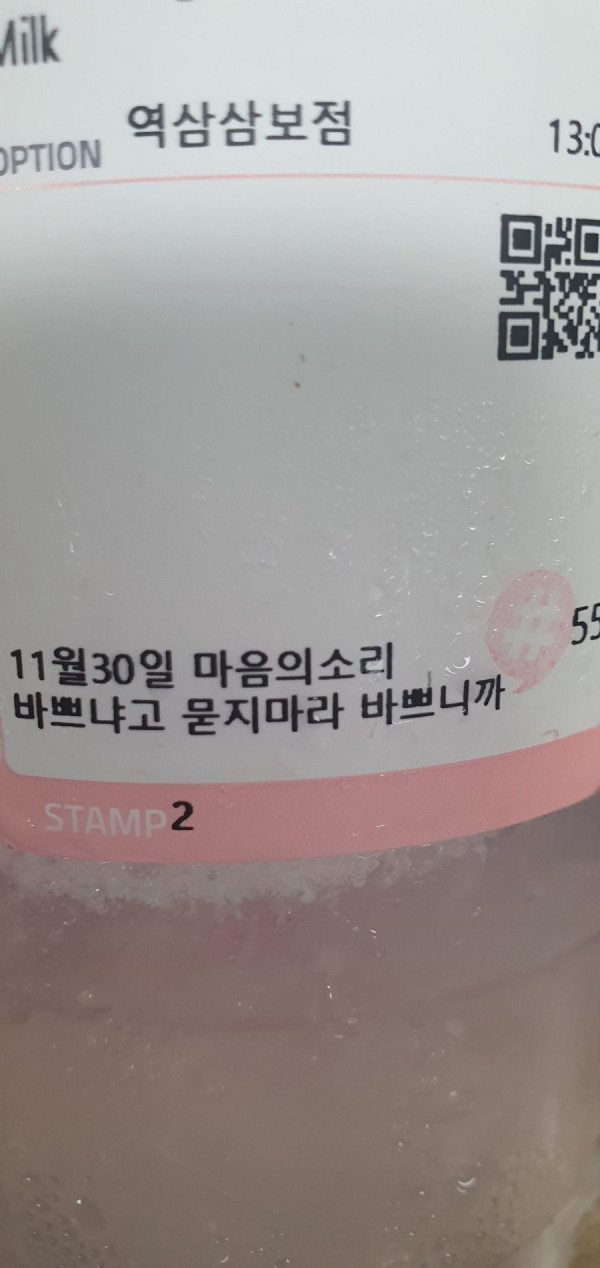 Milk
OPTION 역삼삼보점 13:0
# 55
11월30일 마음의소리
바쁘냐고 묻지마라 바쁘니까
STAMP2